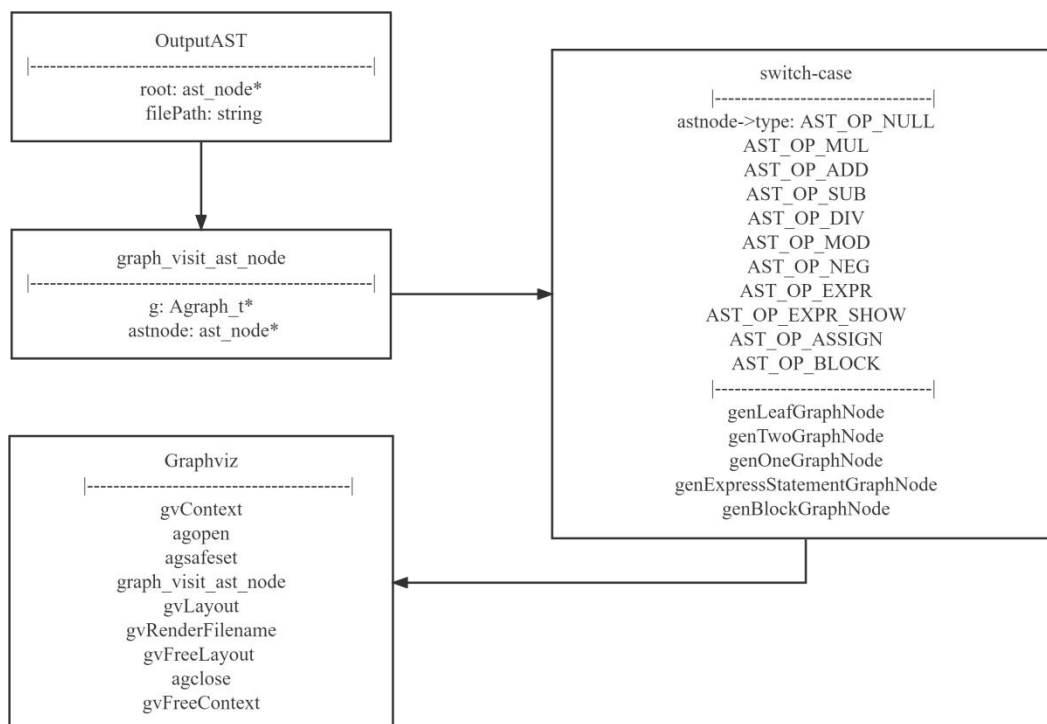 OutputAST
|------------------------------------------|
root: ast_node*
filePath: string
graph_visit_ast_node
|------------------------------------------|
g: Agraph_t*
astnode: ast_node*
switch-case
|---------------------------|
astnode->type: AST_OP_NULL
AST_OP_MUL
AST_OP_ADD
AST_OP_SUB
AST_OP_DIV
AST_OP_MOD
AST_OP_NEG
AST_OP_EXPR
AST_OP_EXPR_SHOW
AST_OP_ASSIGN
AST_OP_BLOCK
|---------------------------|
genLeafGraphNode
genTwoGraphNode
genOneGraphNode
genExpressStatementGraphNode
genBlockGraphNode
Graphviz
|--------------------------------|
gvContext
agopen
agsafeset
graph_visit_ast_node
gvLayout
gvRenderFilename
gvFreeLayout
agclose
gvFreeContext